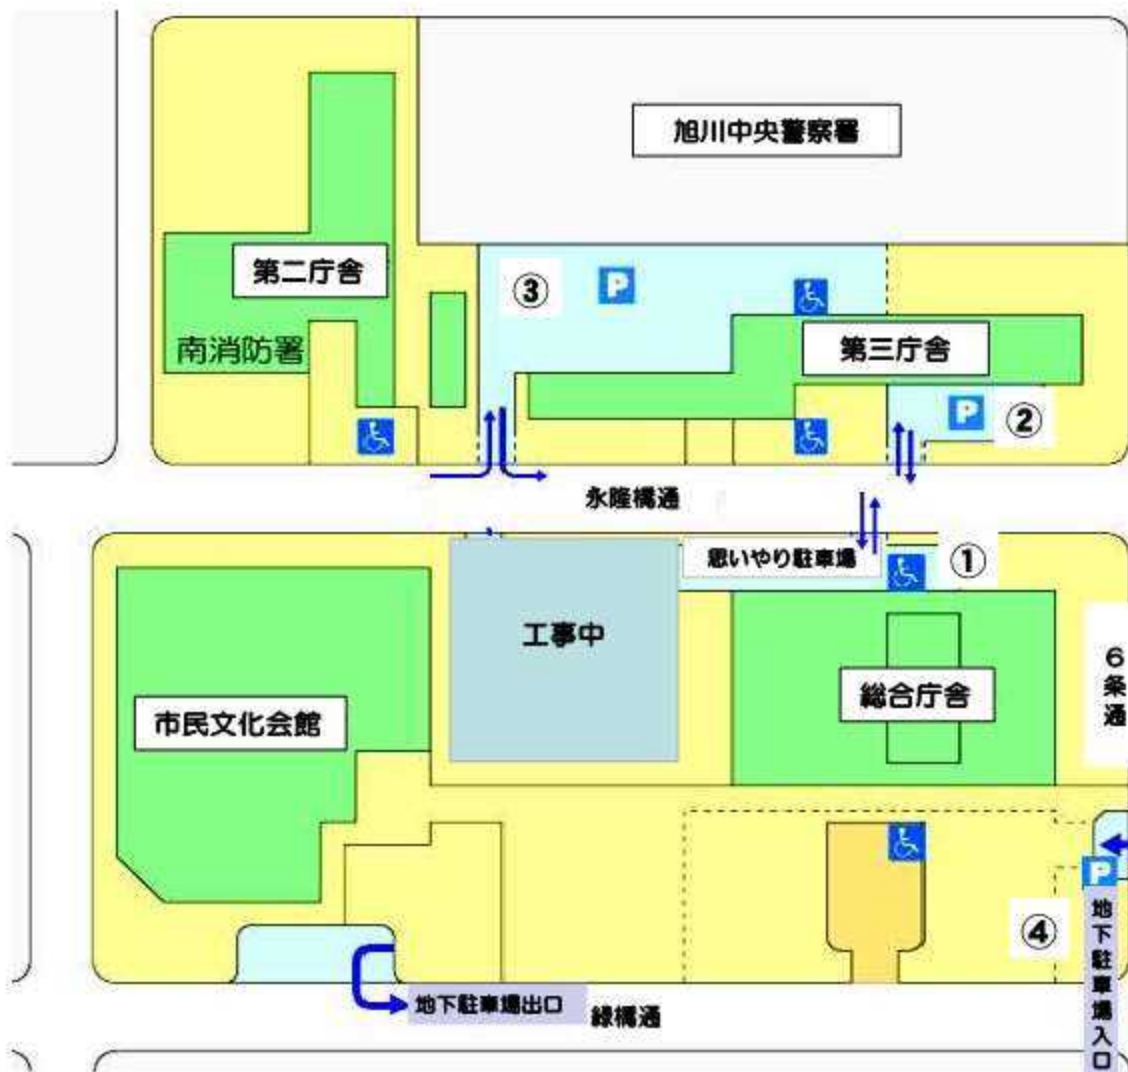 旭川中央警察署
第二庁舎
③
P
南消防署
第三庁舎
P
②
永隆橋通
思いやり駐車場
①
工事中
6条通
市民文化会館
総合庁舎
P
④
地下駐車場入口
地下駐車場出口
緑橋通